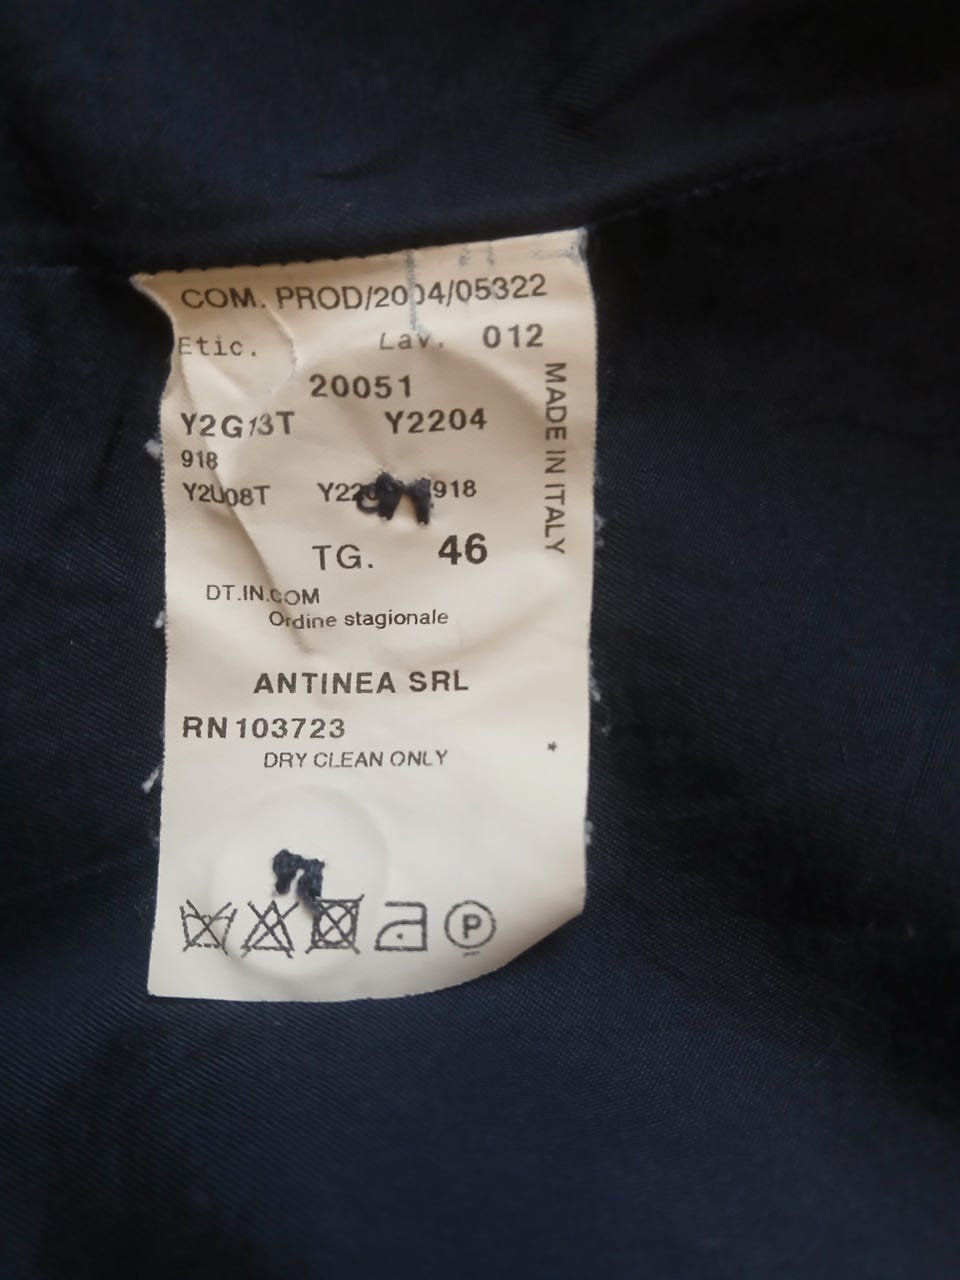 COM. PROD/2004/05322
Etic. Lav. 012
20051
Y2G13T Y2204
918
Y2U08T 918
TG. 46
DT.IN.COM
Ordine stagionale
ANTINEA SRL
RN 103723
DRY CLEAN ONLY *
P
MADE IN ITALY